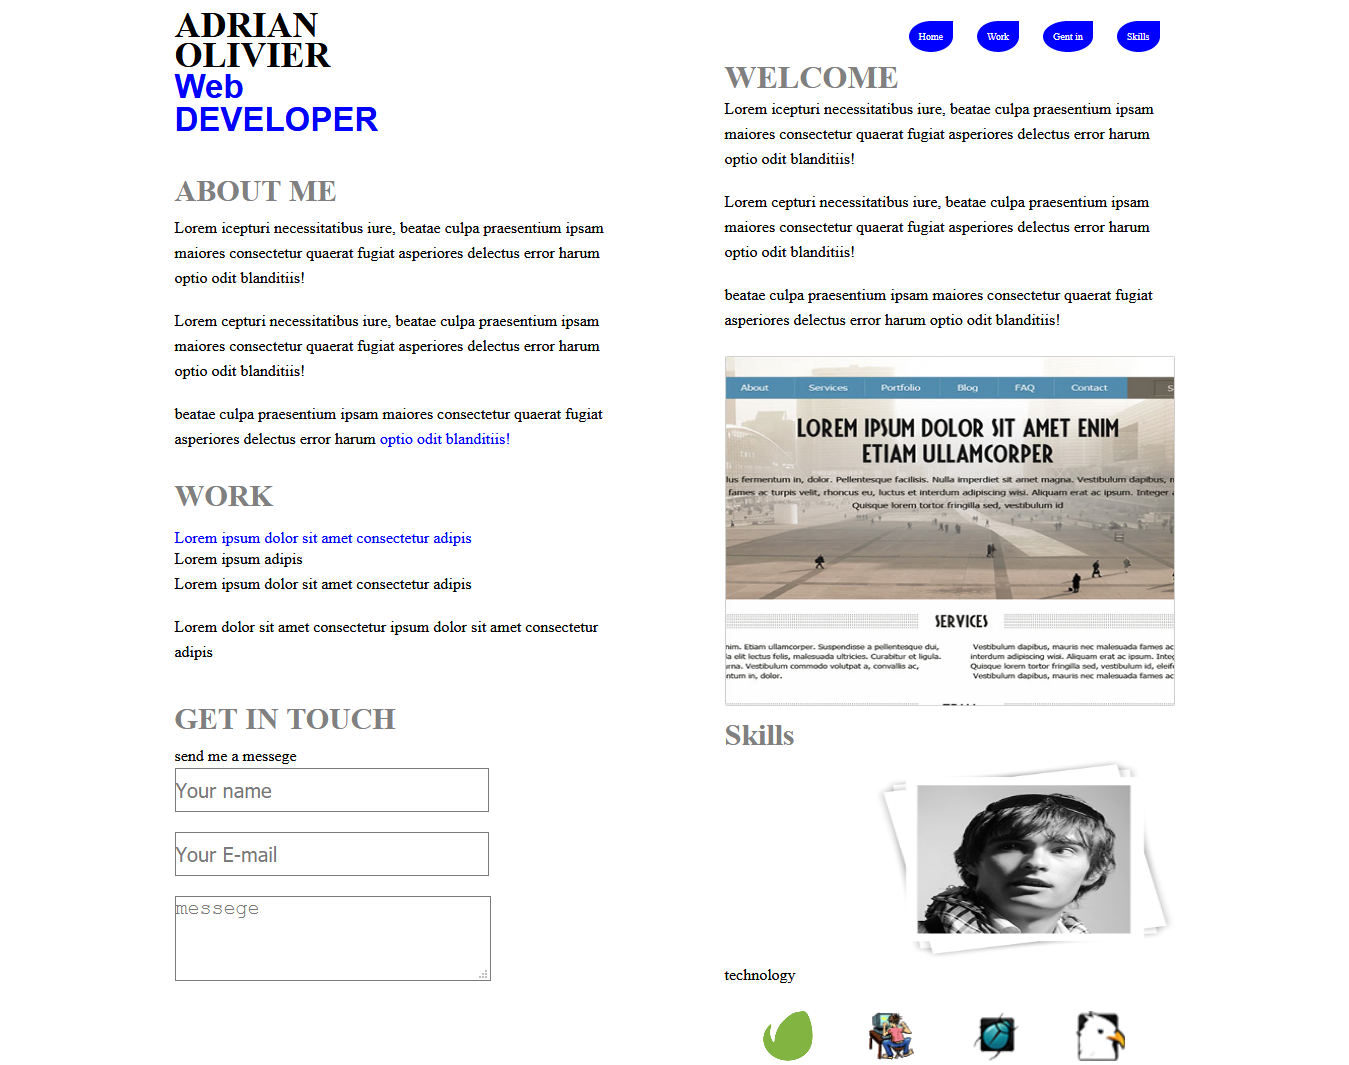 ADRIAN
OLIVIER
Web
DEVELOPER
ABOUT ME
Lorem icepturi necessitatibus iure, beatae culpa praesentium ipsam
maiores consectetur quaerat fugiat asperiores delectus error harum
optio odit blanditiis!
Lorem cepturi necessitatibus iure, beatae culpa praesentium ipsam
maiores consectetur quaerat fugiat asperiores delectus error harum
optio odit blanditiis!
beatae culpa praesentium ipsam maiores consectetur quaerat fugiat
asperiores delectus error harum optio odit blanditiis!
WORK
Lorem ipsum dolor sit amet consectetur adipis
Lorem ipsum adipis
Lorem ipsum dolor sit amet consectetur adipis
Lorem dolor sit amet consectetur ipsum dolor sit amet consectetur
adipis
GET IN TOUCH
send me a messege
Your name
Your E-mail
messege
Home Work Gent in Skills
WELCOME
Lorem icepturi necessitatibus iure, beatae culpa praesentium ipsam
maiores consectetur quaerat fugiat asperiores delectus error harum
optio odit blanditiis!
Lorem cepturi necessitatibus iure, beatae culpa praesentium ipsam
maiores consectetur quaerat fugiat asperiores delectus error harum
optio odit blanditiis!
beatae culpa praesentium ipsam maiores consectetur quaerat fugiat
asperiores delectus error harum optio odit blanditiis!
About Services Portfolio Blog FAQ Contact S
LOREM IPSUM DOLOR SIT AMET ENIM
ETIAM ULLAMCORPER
lus fermentum in, dolor. Pellentesque facilisis. Nulla imperdiet sit amet magna. Vestibulum dapibus,
fames ac turpis velit, rhoncus eu, luctus et interdum adipiscing wisi. Aliquam erat ac ipsum. Integer
Quisque lorem tortor fringilla sed, vestibulum id
SERVICES
nim. Etiam ullamcorper. Suspendisse a pellentesque dui,
a elit lectus felis, malesuada ultricies. Curabitur et ligula.
urna. Vestibulum commodo volutpat a, convallis ac,
ntum in, dolor.
Vestibulum dapibus, mauris nec malesuada fames ac
interdum adipiscing wisi. Aliquam erat ac ipsum. Integ
Quisque lorem tortor fringilla sed, vestibulum id, eleif
Vestibulum dapibus, mauris nec malesuada fames ac
Skills
technology